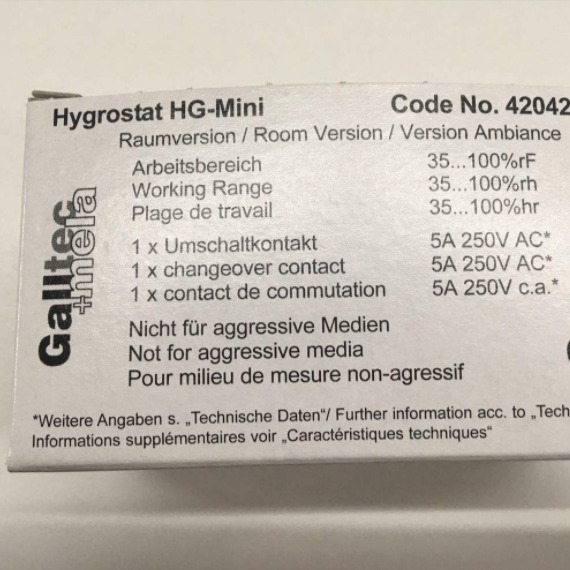 Hygrostat HG-Mini Code No. 42042
Raumversion / Room Version / Version Ambiance
Arbeitsbereich 35...100%rF
Working Range 35...100%rh
Plage de travail 35...100%hr
1 x Umschaltkontakt 5A 250V AC*
1 x changeover contact 5A 250V AC*
1 x contact de commutation 5A 250V c.a.*
Nicht für aggressive Medien
Not for aggressive media
Pour milieu de mesure non-agressif
*Weitere Angaben s. „Technische Daten“/ Further information acc. to „Tech
Informations supplémentaires voir „Caractéristiques techniques“
Galltec
+mela